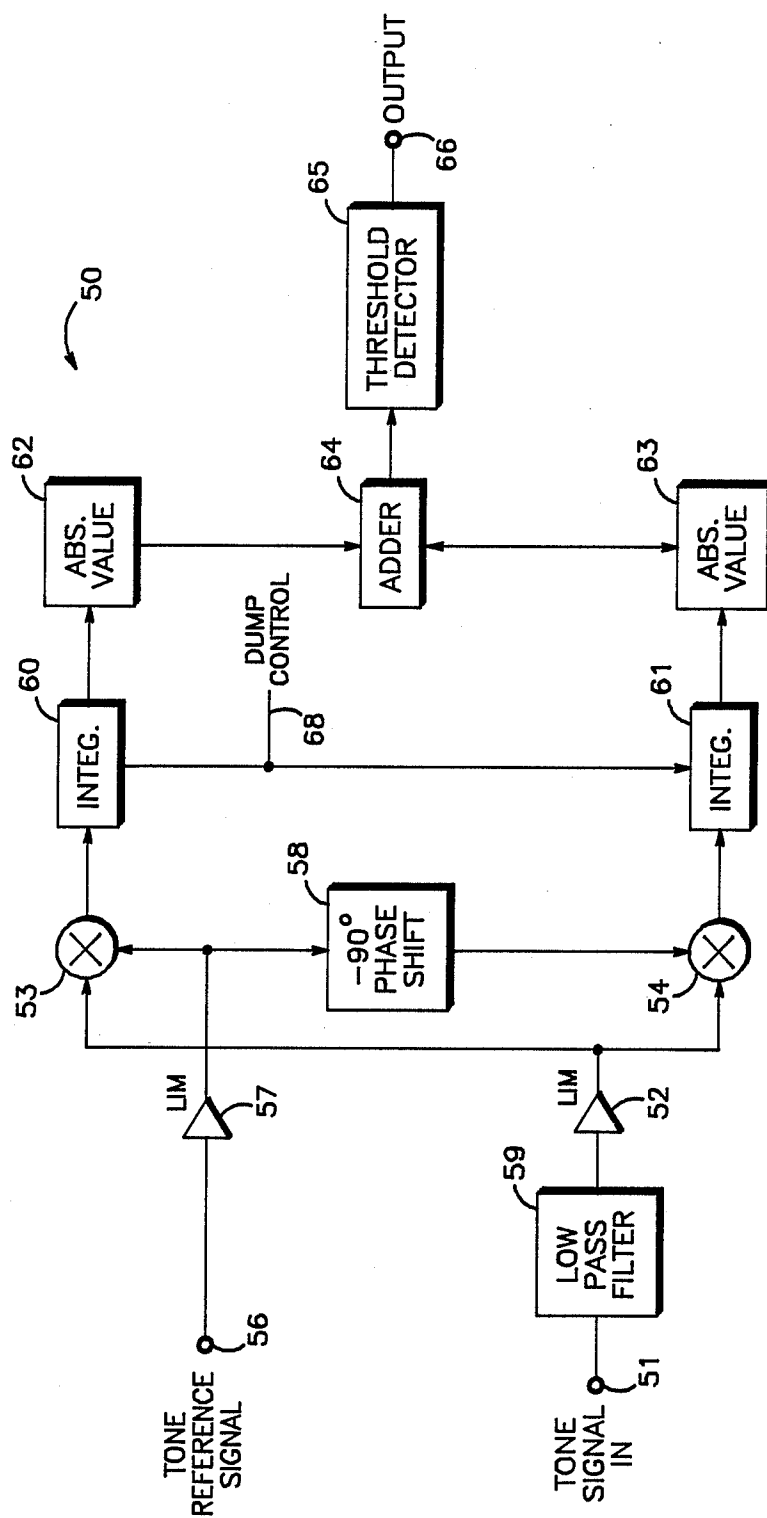 50
TONE
REFERENCE
SIGNAL
56
LIM
57
53
60
INTEG.
62
ABS.
VALUE
58
-90°
PHASE
SHIFT
68
DUMP
CONTROL
64
ADDER
65
THRESHOLD
DETECTOR
66
OUTPUT
TONE
SIGNAL
IN
51
59
LOW
PASS
FILTER
LIM
52
54
61
INTEG.
63
ABS.
VALUE